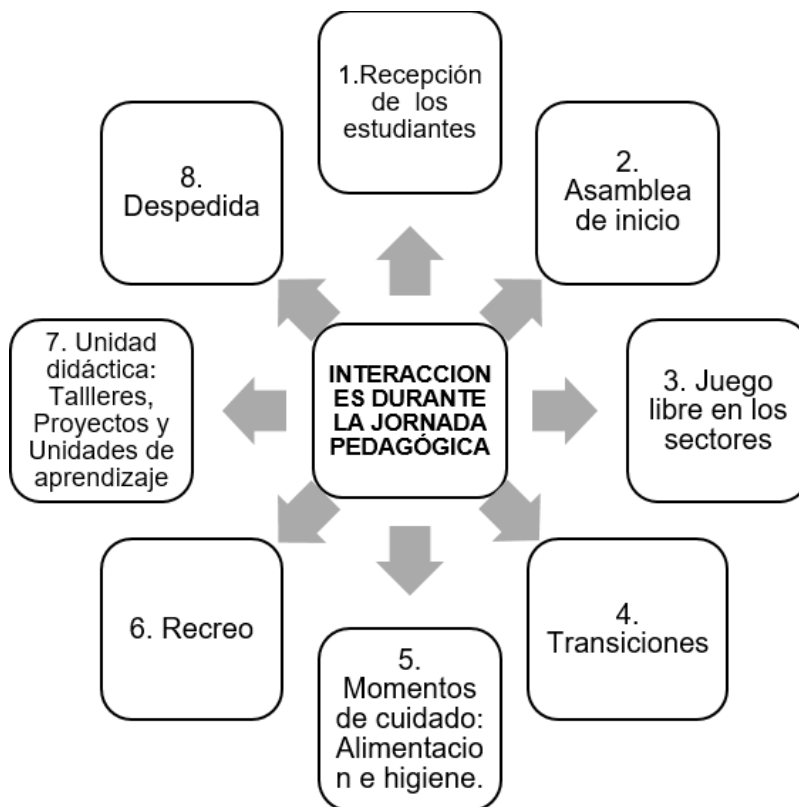 1.Recepción
de los
estudiantes
2.
Asamblea
de inicio
3. Juego
libre en los
sectores
4.
Transiciones
5.
Momentos
de cuidado:
Alimentacio
n e higiene.
6. Recreo
7. Unidad
didáctica:
Tallleres,
Proyectos y
Unidades de
aprendizaje
8.
Despedida
INTERACCION
ES DURANTE
LA JORNADA
PEDAGÓGICA